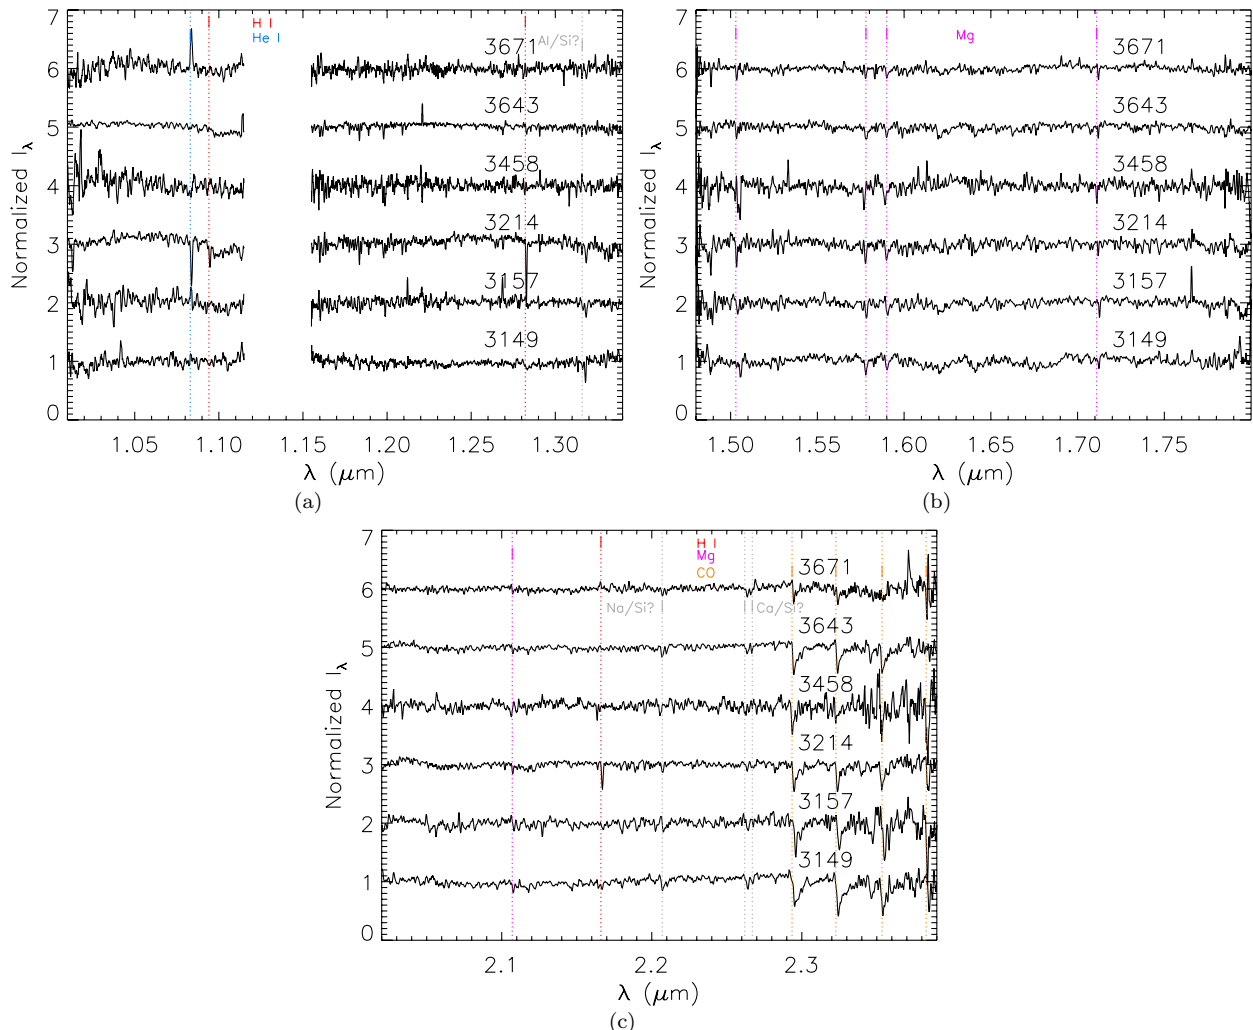 7
6
5
4
3
2
1
0
Normalized I_λ
H I
He I
Al/Si?
3671
3643
3458
3214
3157
3149
1.05 1.10 1.15 1.20 1.25 1.30
λ (μm)
(a)
7
6
5
4
3
2
1
0
Normalized I_λ
Mg
3671
3643
3458
3214
3157
3149
1.50 1.55 1.60 1.65 1.70 1.75
λ (μm)
(b)
7
6
5
4
3
2
1
0
Normalized I_λ
H I
Mg
CO
Na/Si?
Ca/Si?
3671
3643
3458
3214
3157
3149
2.1 2.2 2.3
λ (μm)
(c)